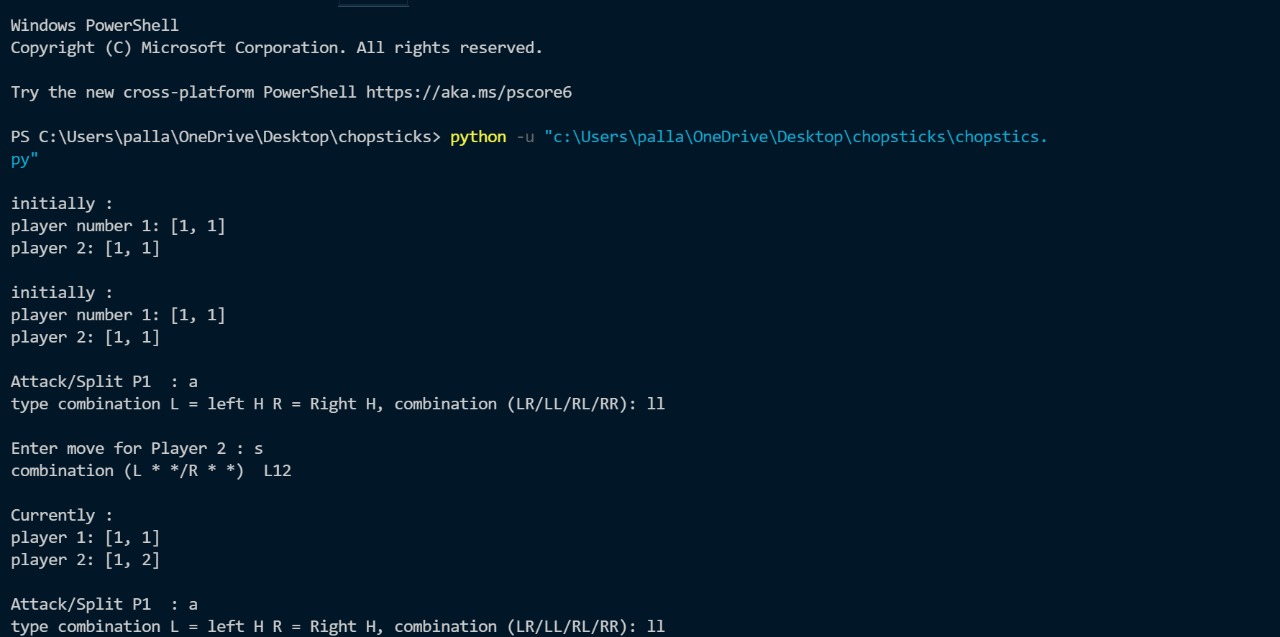 Windows PowerShell
Copyright (C) Microsoft Corporation. All rights reserved.
Try the new cross-platform PowerShell https://aka.ms/pscore6
PS C:\Users\palla\OneDrive\Desktop\chopsticks> python -u "c:\Users\palla\OneDrive\Desktop\chopsticks\chopstics.
py"
initially :
player number 1: [1, 1]
player 2: [1, 1]
initially :
player number 1: [1, 1]
player 2: [1, 1]
Attack/Split P1  : a
type combination L = left H R = Right H, combination (LR/LL/RL/RR): ll
Enter move for Player 2 : s
combination (L * */R * *)  L12
Currently :
player 1: [1, 1]
player 2: [1, 2]
Attack/Split P1  : a
type combination L = left H R = Right H, combination (LR/LL/RL/RR): ll